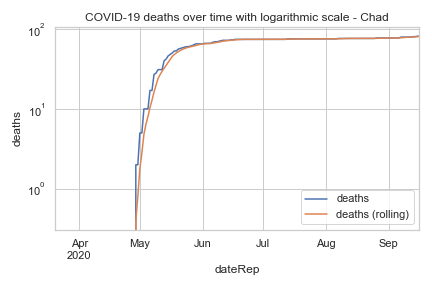 COVID-19 deaths over time with logarithmic scale - Chad
10²
10¹
10⁰
deaths
deaths
deaths (rolling)
Apr
2020
May
Jun
Jul
Aug
Sep
dateRep